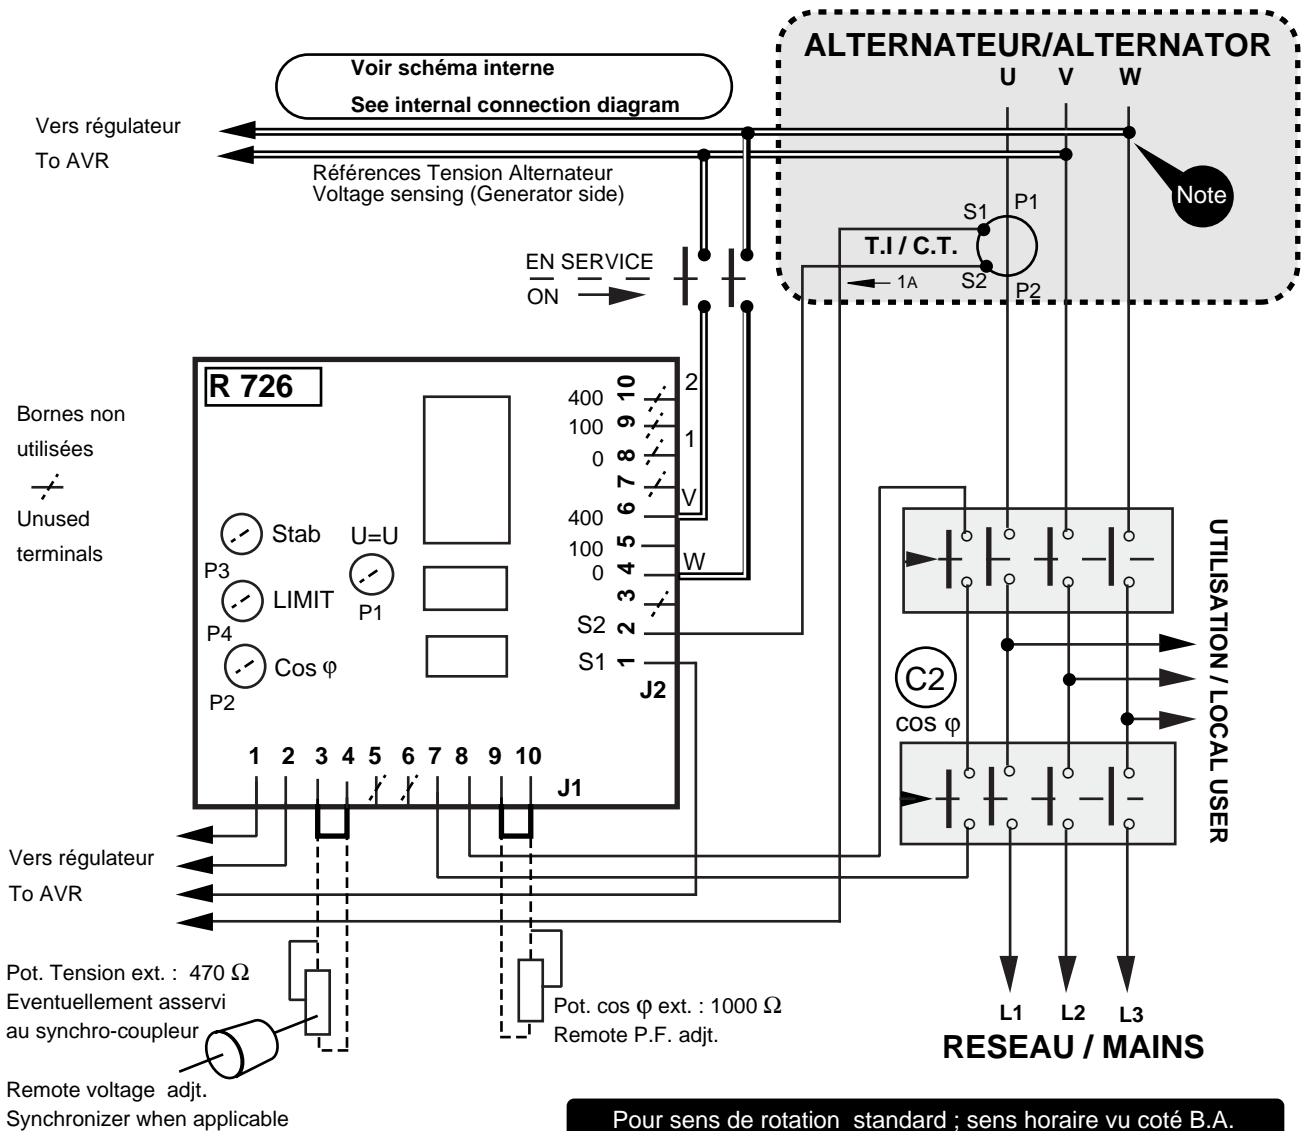 ALTERNATEUR/ALTERNATOR
U V W
Voir schéma interne
See internal connection diagram
Vers régulateur
To AVR
Références Tension Alternateur
Voltage sensing (Generator side)
Note
S1 P1
T.I / C.T.
S2 P2
1A
EN SERVICE
ON
R 726
Bornes non
utilisées
Unused
terminals
400 10 2
100 9
0 8 1
7
V
400 6
100 5
0 4 W
3
S2 2
S1 1
J2
Stab
P3
U=U
P1
LIMIT
P4
Cos φ
P2
1 2 3 4 5 6 7 8 9 10
J1
C2
cos φ
UTILISATION / LOCAL USER
Vers régulateur
To AVR
Pot. Tension ext. : 470 Ω
Eventuellement asservi
au synchro-coupleur
Remote voltage adjt.
Synchronizer when applicable
Pot. cos φ ext. : 1000 Ω
Remote P.F. adjt.
L1 L2 L3
RESEAU / MAINS
Pour sens de rotation standard ; sens horaire vu coté B.A.